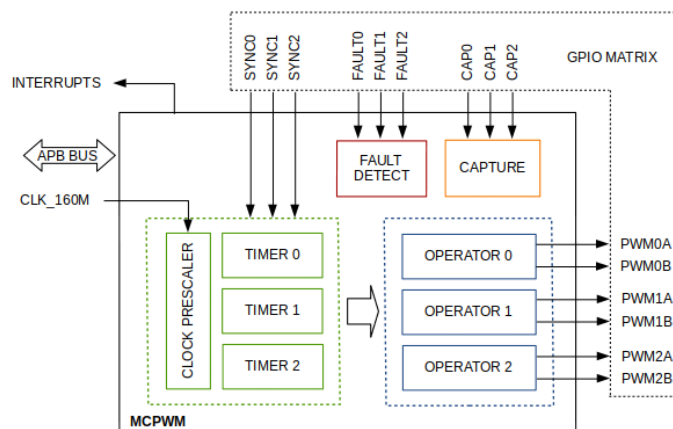 SYNC0
SYNC1
SYNC2
FAULT0
FAULT1
FAULT2
CAP0
CAP1
CAP2
GPIO MATRIX
INTERRUPTS
APB BUS
CLK_160M
FAULT
DETECT
CAPTURE
CLOCK PRESCALER
TIMER 0
TIMER 1
TIMER 2
OPERATOR 0
OPERATOR 1
OPERATOR 2
PWM0A
PWM0B
PWM1A
PWM1B
PWM2A
PWM2B
MCPWM